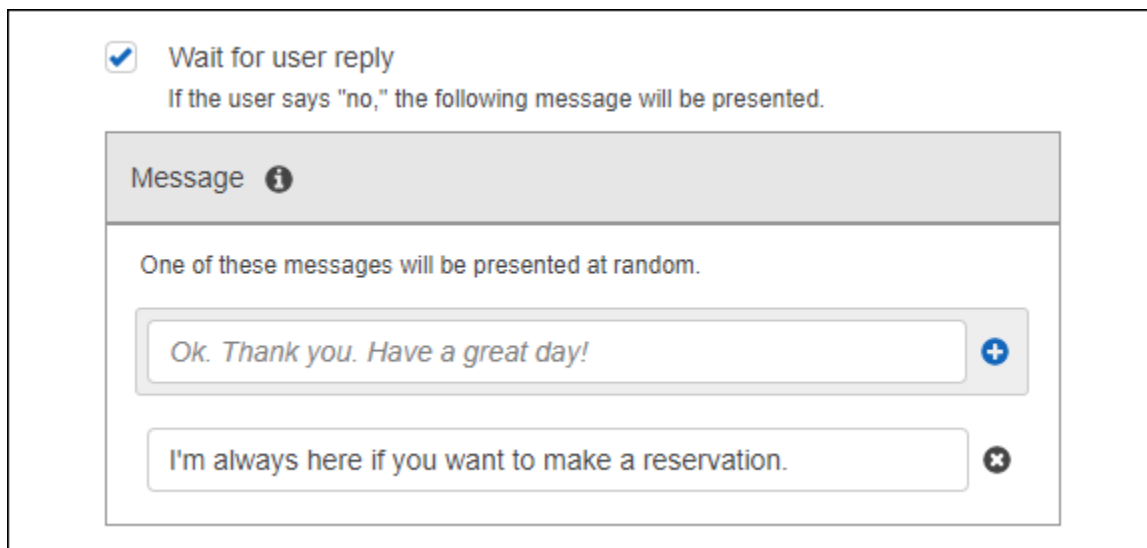 Wait for user reply
If the user says "no," the following message will be presented.
Message
One of these messages will be presented at random.
Ok. Thank you. Have a great day!
I'm always here if you want to make a reservation.